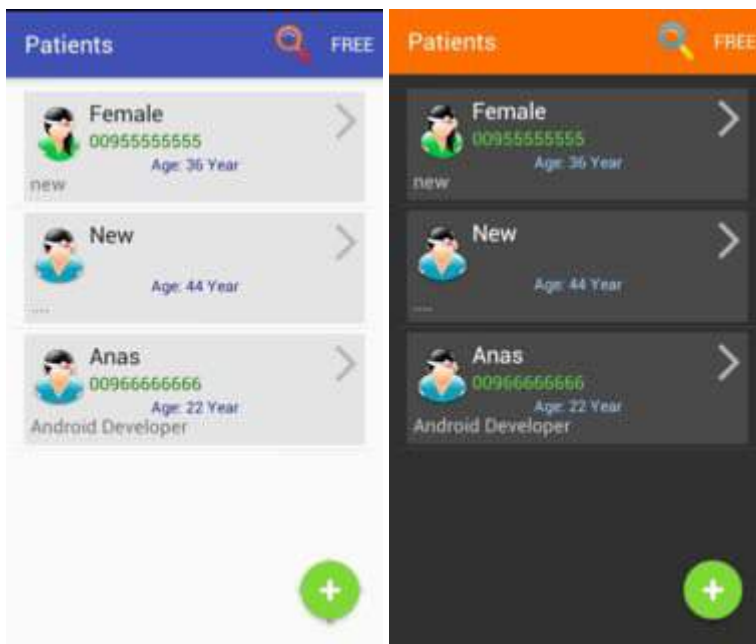 Patients FREE
Female
00955555555
Age: 36 Year
new
New
Age: 44 Year
....
Anas
00966666666
Age: 22 Year
Android Developer
Patients FREE
Female
00955555555
Age: 36 Year
new
New
Age: 44 Year
....
Anas
00966666666
Age: 22 Year
Android Developer